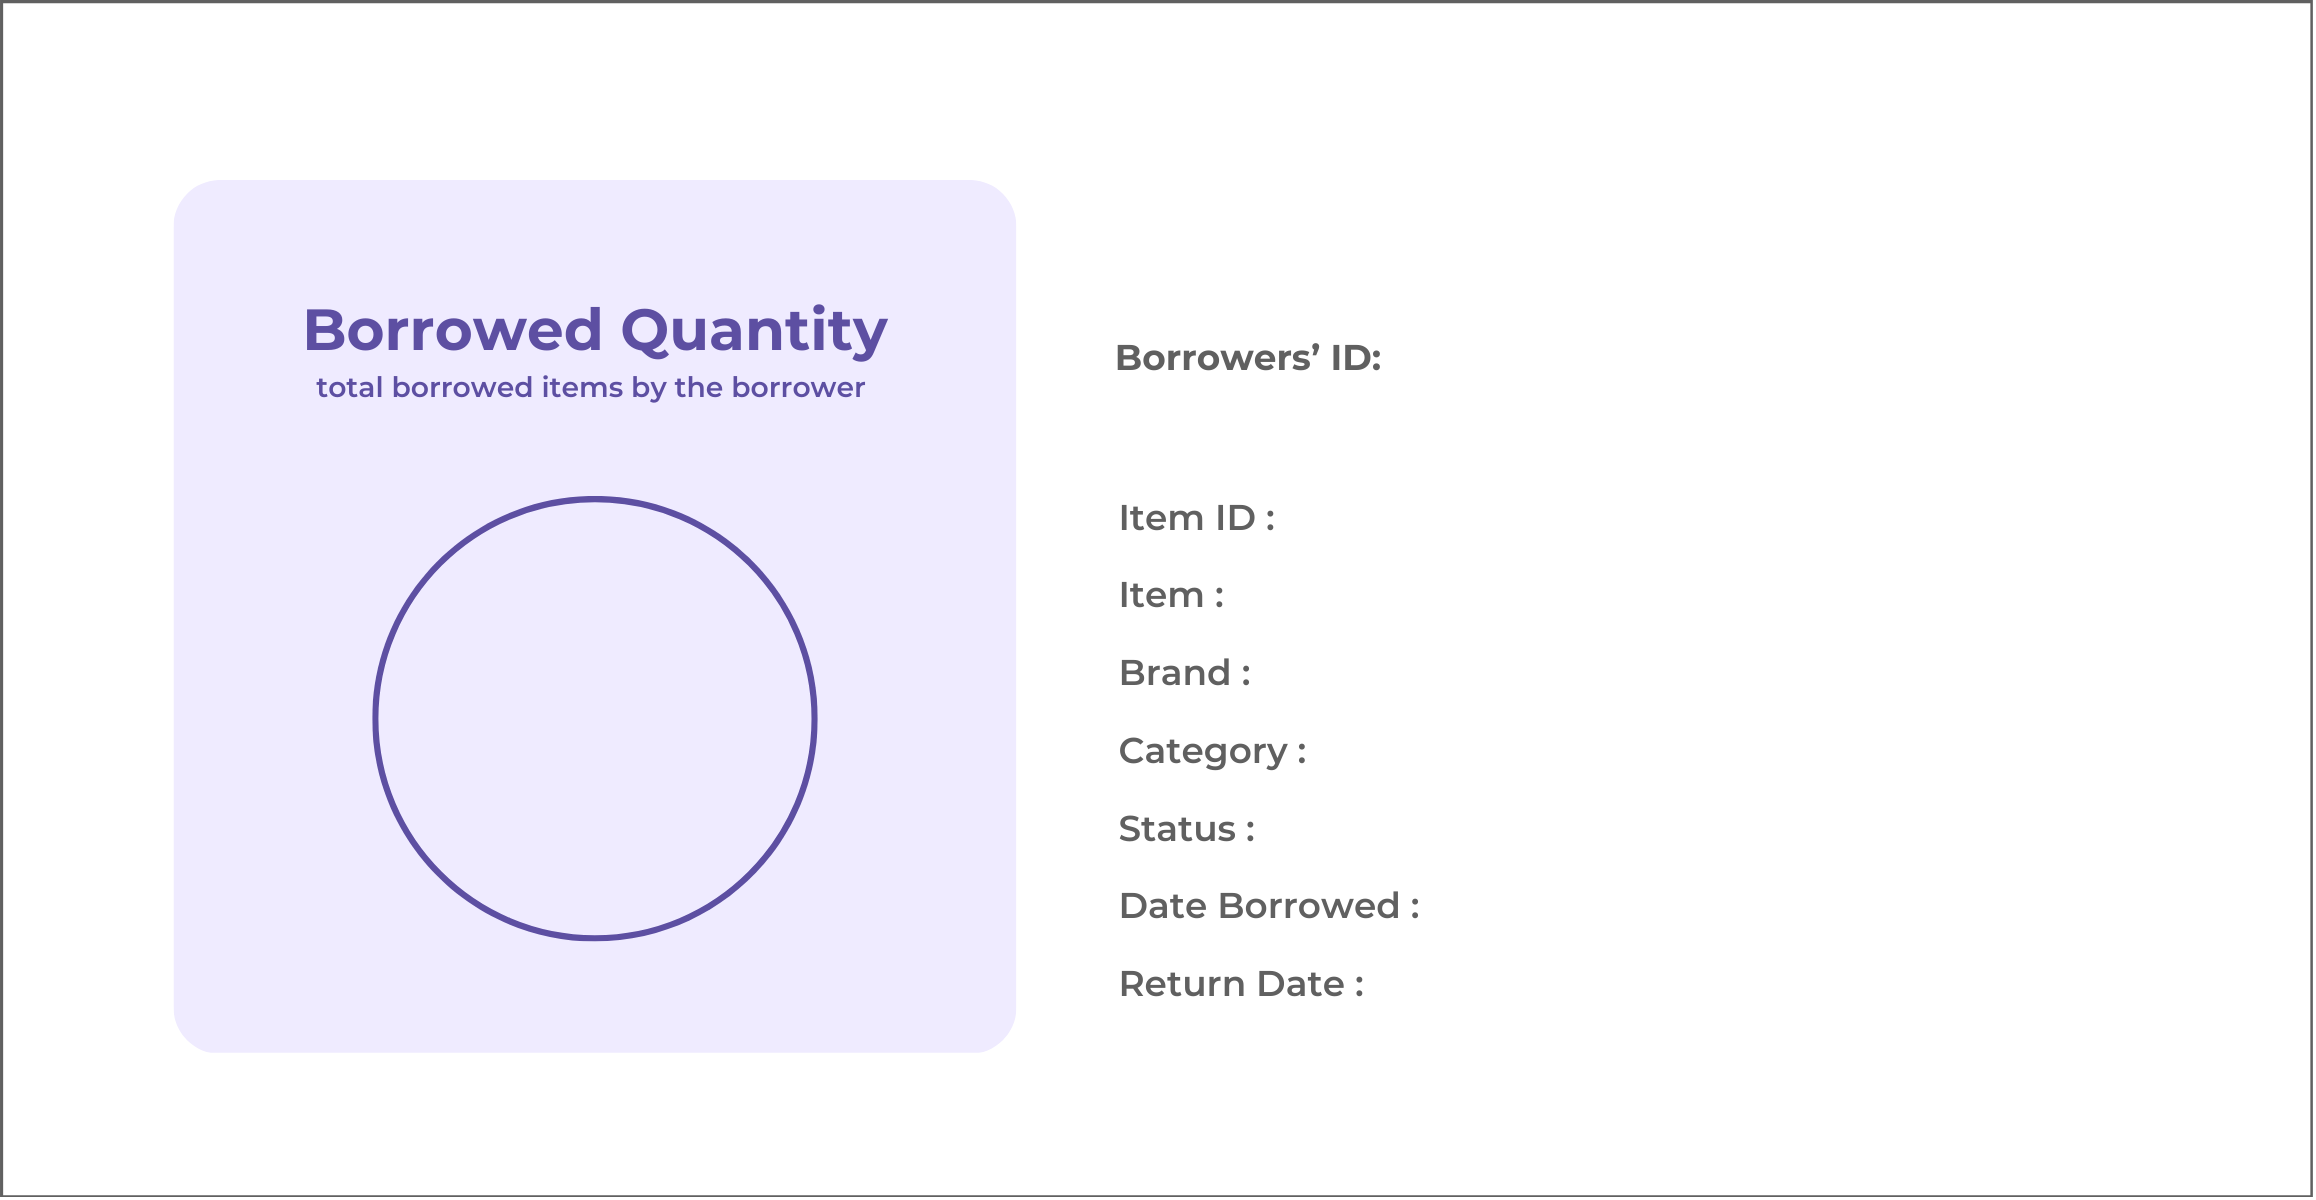 Borrowed Quantity
total borrowed items by the borrower
Borrowers’ ID:
Item ID :
Item :
Brand :
Category :
Status :
Date Borrowed :
Return Date :